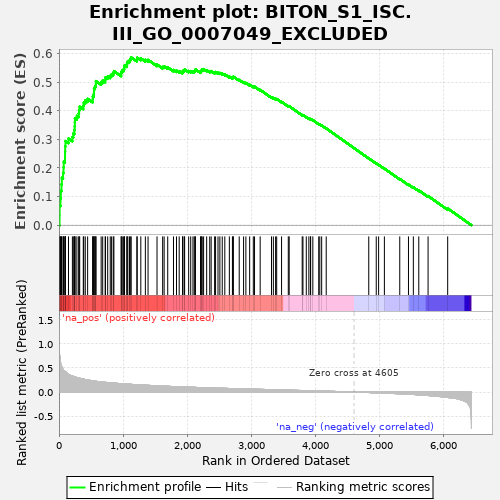 Enrichment plot: BITON_S1_ISC.
III_GO_0007049_EXCLUDED
Enrichment score (ES)
0.6
0.5
0.4
0.3
0.2
0.1
0.0
Ranked list metric (PreRanked)
1.5
1.0
0.5
0.0
-0.5
'na_pos' (positively correlated)
Zero cross at 4605
'na_neg' (negatively correlated)
0
1,000
2,000
3,000
4,000
5,000
6,000
Rank in Ordered Dataset
Enrichment profile
Hits
Ranking metric scores